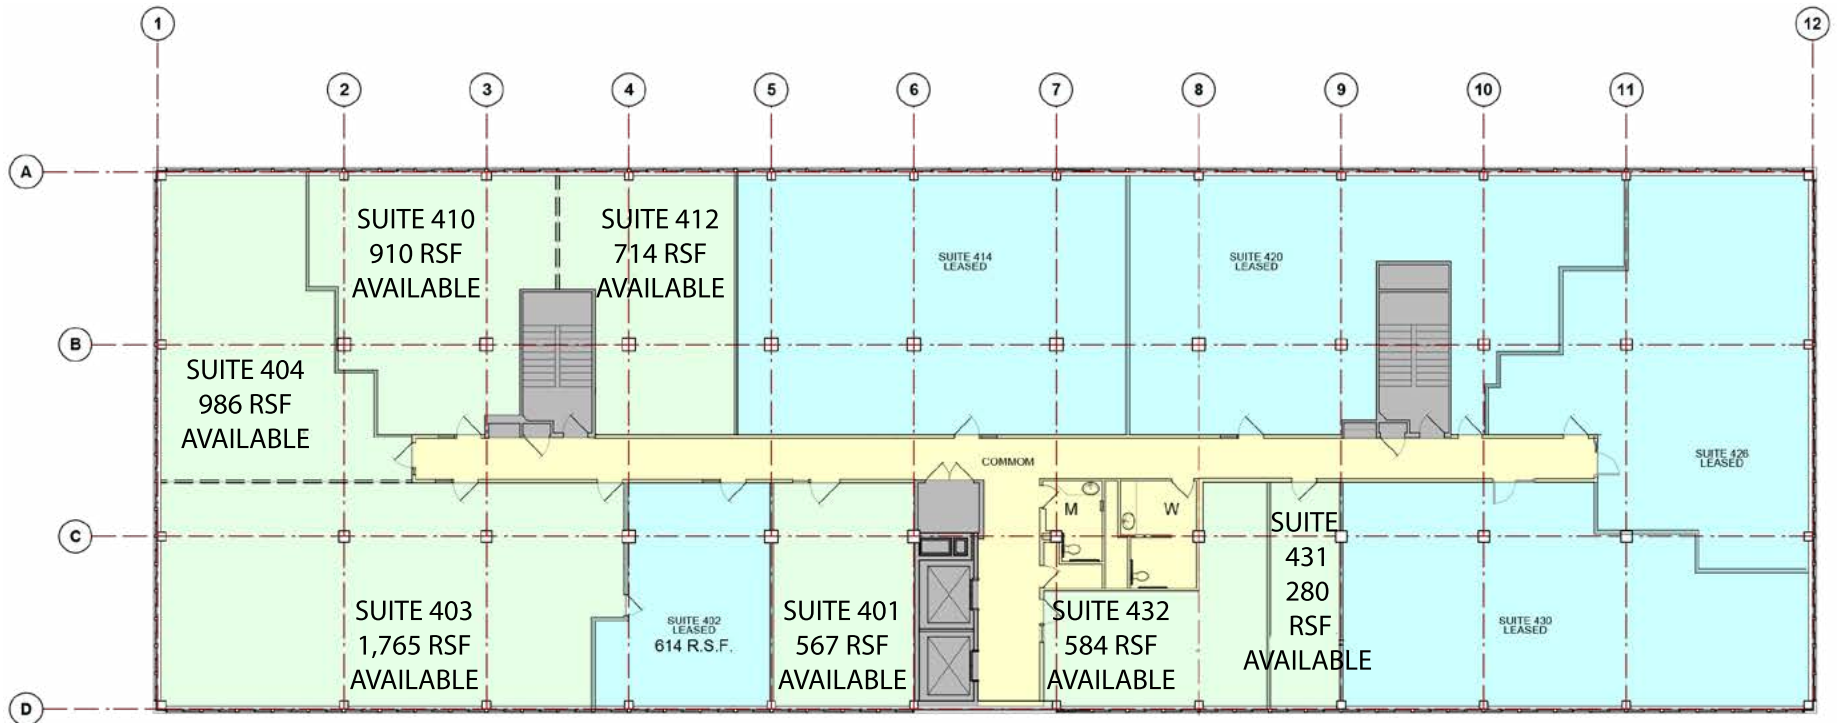 1
12
2
3
4
5
6
7
8
9
10
11
A
SUITE 410
910 RSF
AVAILABLE
SUITE 412
714 RSF
AVAILABLE
SUITE 414
LEASED
SUITE 420
LEASED
B
SUITE 404
986 RSF
AVAILABLE
COMMOM
SUITE 426
LEASED
M
W
C
SUITE
431
280
RSF
AVAILABLE
SUITE 403
1,765 RSF
AVAILABLE
SUITE 402
LEASED
614 R.S.F.
SUITE 401
567 RSF
AVAILABLE
SUITE 432
584 RSF
AVAILABLE
SUITE 430
LEASED
D